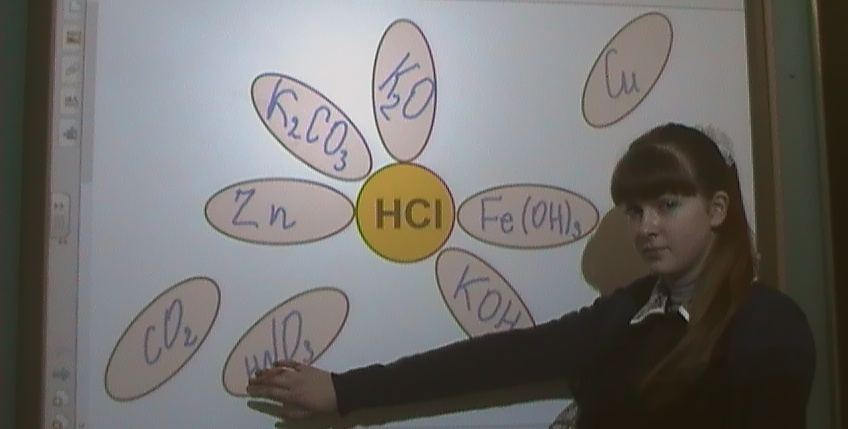 K₂O
Cu
K₂CO₃
Zn
HCl
Fe(OH)₃
KOH
CO₂
HNO₃